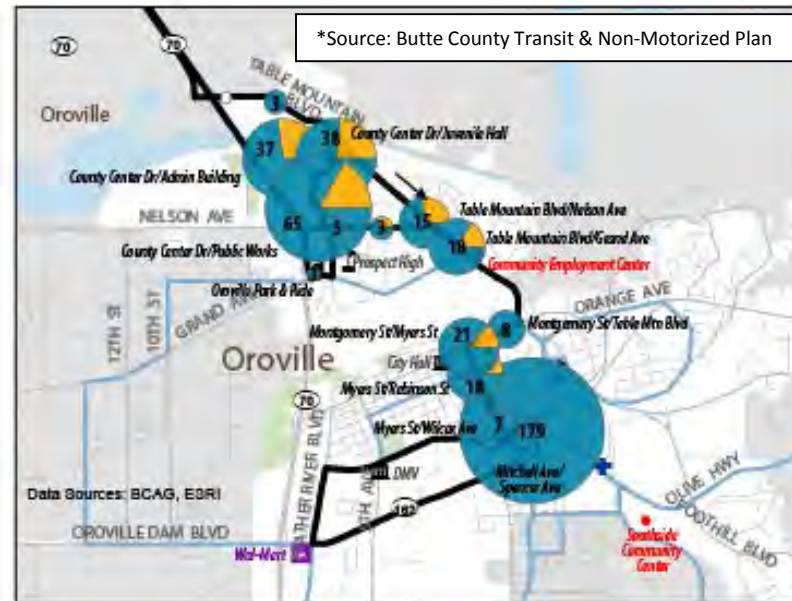 *Source: Butte County Transit & Non-Motorized Plan
70
70
TABLE MOUNTAIN
BLVD
Oroville
3
38
County Center Dr/Juvenile Hall
37
County Center Dr/Admin Building
NELSON AVE
65
5
3
15
Table Mountain Blvd/Nelson Ave
18
Table Mountain Blvd/Grand Ave
Community Employment Center
County Center Dr/Public Works
Prospect High
Oroville Park & Ride
12TH ST
10TH ST
GRAND AVE
ORANGE AVE
Montgomery St/Myers St
21
8
Montgomery St/Table Mtn Blvd
Oroville
City Hall
70
Myers St/Robinson St
18
Myers St/Wilcox Ave
7
179
DMV
Mitchell Ave/
Spencer Ave
OLIVE HWY
FOOTHILL BLVD
Data Sources: BCAG, ESRI
162
OROVILLE DAM BLVD
Wal-Mart
Southside
Community
Center